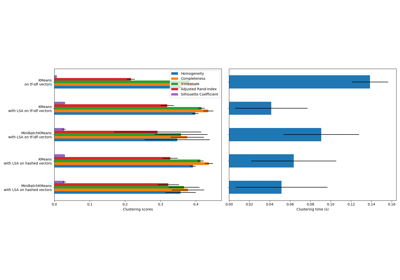 Homogeneity
Completeness
V-measure
Adjusted Rand-Index
Silhouette Coefficient
KMeans
on tf-idf vectors
KMeans
with LSA on tf-idf vectors
MiniBatchKMeans
with LSA on tf-idf vectors
KMeans
with LSA on hashed vectors
MiniBatchKMeans
with LSA on hashed vectors
0.0 0.1 0.2 0.3 0.4
Clustering scores
0.00 0.02 0.04 0.06 0.08 0.10 0.12 0.14 0.16
Clustering time (s)